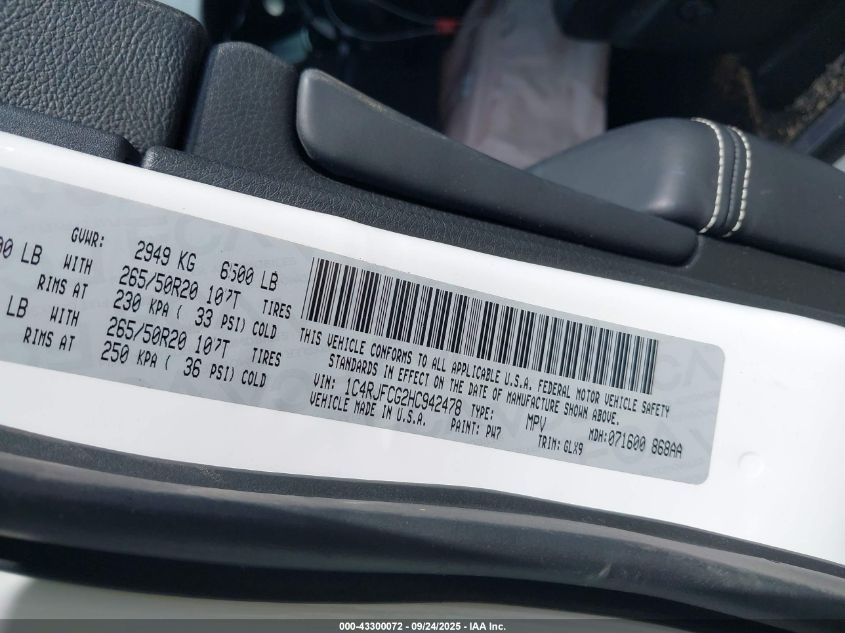 GVWR: 2949 KG 6500 LB
00 LB WITH 265/50R20 107T TIRES
RIMS AT 230 KPA ( 33 PSI) COLD
LB WITH 265/50R20 107T TIRES
RIMS AT 250 KPA ( 36 PSI) COLD
THIS VEHICLE CONFORMS TO ALL APPLICABLE U.S.A. FEDERAL MOTOR VEHICLE SAFETY
STANDARDS IN EFFECT ON THE DATE OF MANUFACTURE SHOWN ABOVE.
VIN: 1C4RJFCG2HC942478 TYPE: MPV MDH: 071600 868AA
VEHICLE MADE IN U.S.A. PAINT: PW7 TRIM: GLX9
000-43300072 - 09/24/2025 - IAA Inc.